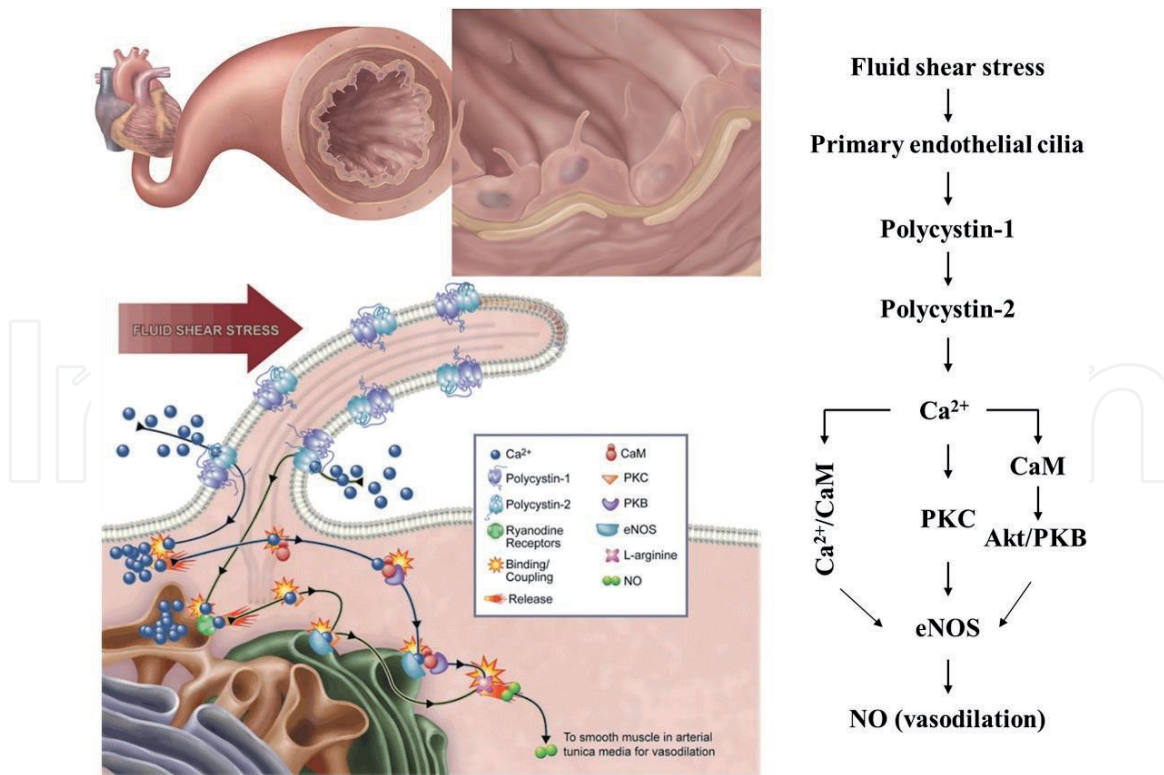 FLUID SHEAR STRESS
Ca²⁺
Polycystin-1
Polycystin-2
Ryanodine
Receptors
Binding/
Coupling
Release
CaM
PKC
PKB
eNOS
L-arginine
NO
To smooth muscle in arterial
tunica media for vasodilation
Fluid shear stress
Primary endothelial cilia
Polycystin-1
Polycystin-2
Ca²⁺
Ca²⁺/CaM
PKC
CaM
Akt/PKB
eNOS
NO (vasodilation)